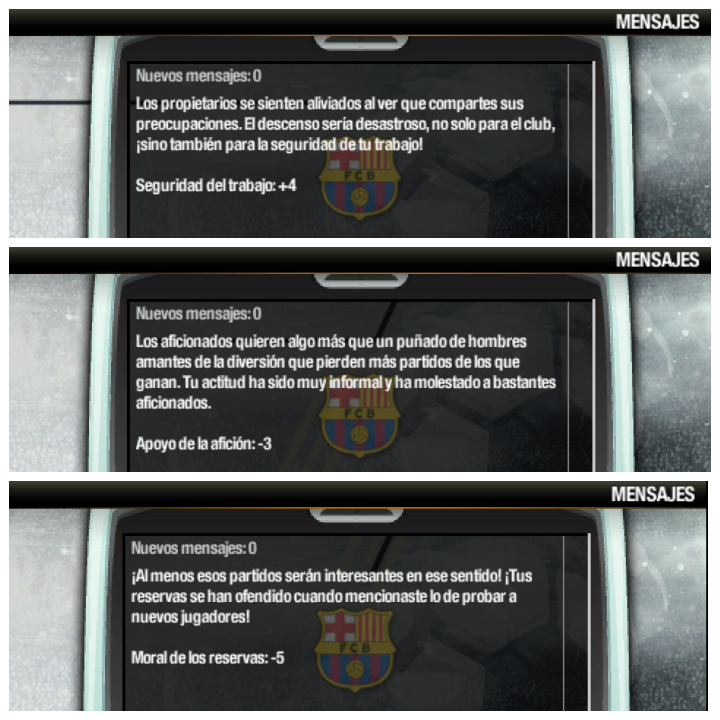 MENSAJES
Nuevos mensajes: 0
Los propietarios se sienten aliviados al ver que compartes sus
preocupaciones. El descenso sería desastroso, no solo para el club,
¡sino también para la seguridad de tu trabajo!
Seguridad del trabajo: +4
FCB
MENSAJES
Nuevos mensajes: 0
Los aficionados quieren algo más que un puñado de hombres
amantes de la diversión que pierden más partidos de los que
ganan. Tu actitud ha sido muy informal y ha molestado a bastantes
aficionados.
FCB
Apoyo de la afición: -3
MENSAJES
Nuevos mensajes: 0
¡Al menos esos partidos serán interesantes en ese sentido! ¡Tus
reservas se han ofendido cuando mencionaste lo de probar a
nuevos jugadores!
FCB
Moral de los reservas: -5